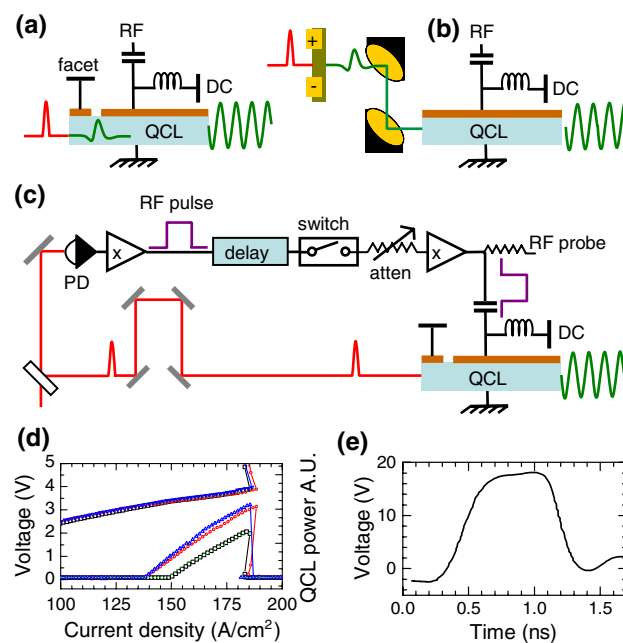 (a)
RF
facet
DC
QCL
+
-
(b)
RF
DC
QCL
(c)
RF pulse
PD
x
delay
switch
atten
x
RF probe
DC
QCL
(d)
Voltage (V)
5
4
3
2
1
0
100 125 150 175 200
Current density (A/cm²)
QCL power A.U.
(e)
Voltage (V)
20
10
0
0.0 0.5 1.0 1.5
Time (ns)